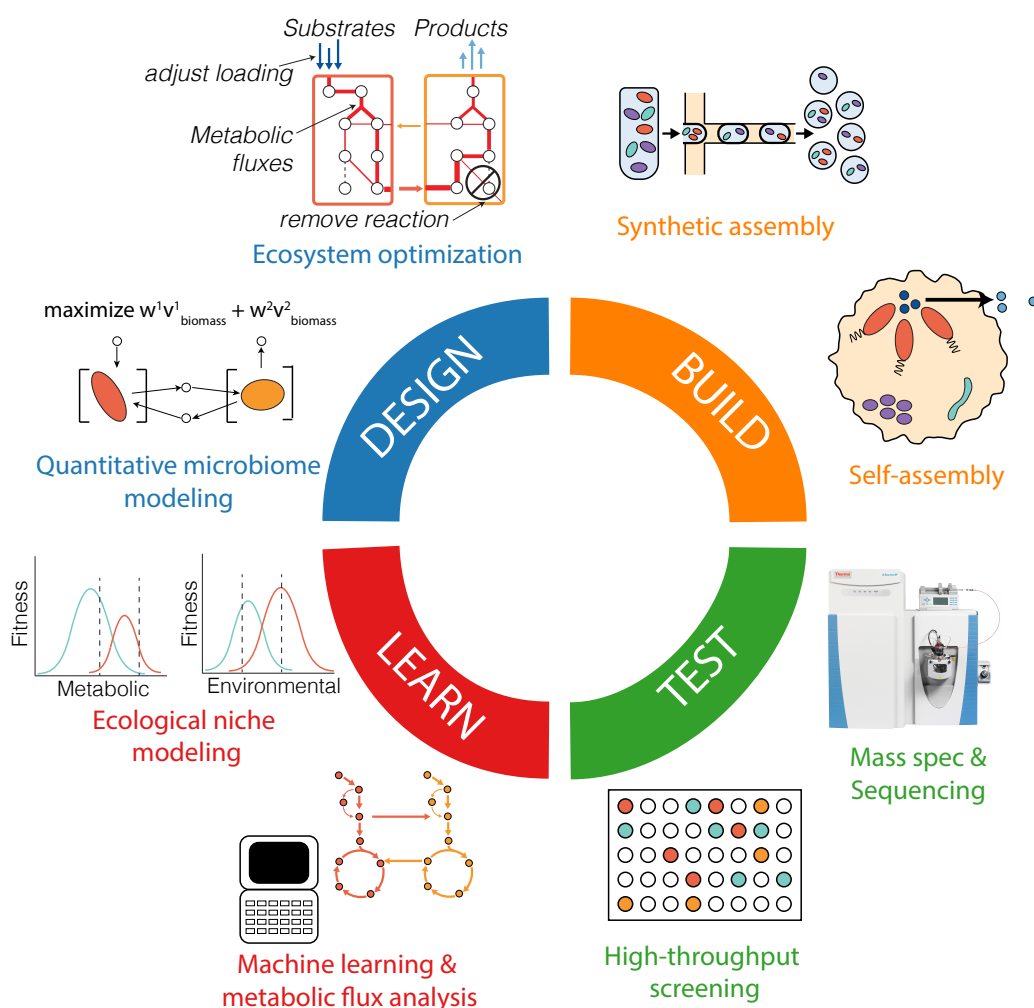 Substrates
Products
adjust loading
Metabolic
fluxes
remove reaction
Ecosystem optimization
Synthetic assembly
maximize w¹v¹biomass + w²v²biomass
DESIGN
BUILD
Quantitative microbiome
modeling
Self-assembly
Fitness
Metabolic
Fitness
Environmental
Ecological niche
modeling
LEARN
TEST
Thermo
Mass spec &
Sequencing
Machine learning &
metabolic flux analysis
High-throughput
screening